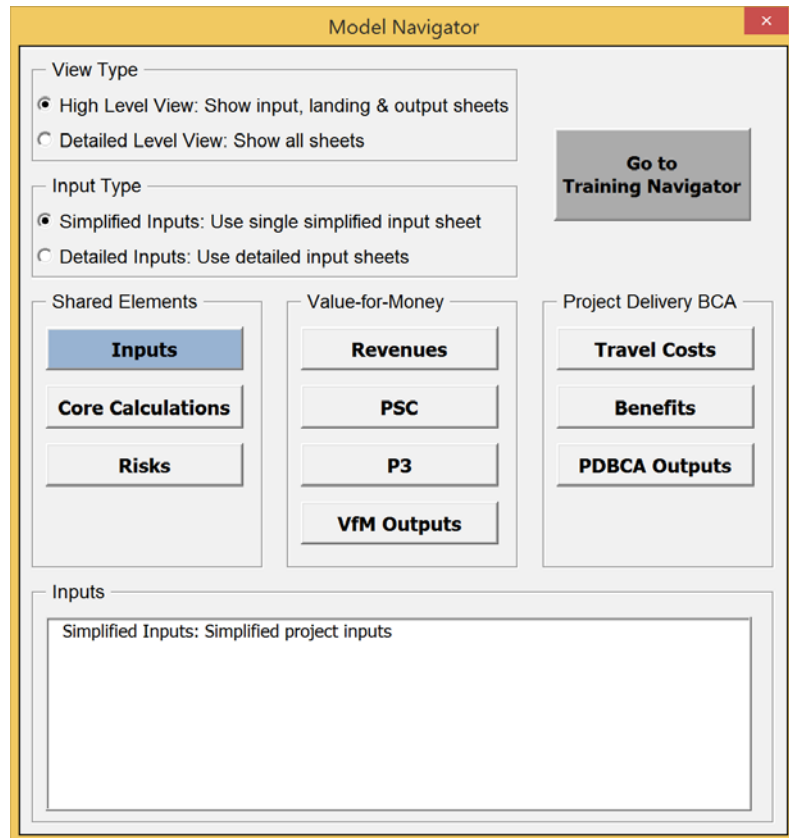 Model Navigator
×
View Type
High Level View: Show input, landing & output sheets
Detailed Level View: Show all sheets
Go to
Training Navigator
Input Type
Simplified Inputs: Use single simplified input sheet
Detailed Inputs: Use detailed input sheets
Shared Elements
Inputs
Core Calculations
Risks
Value-for-Money
Revenues
PSC
P3
VfM Outputs
Project Delivery BCA
Travel Costs
Benefits
PDBCA Outputs
Inputs
Simplified Inputs: Simplified project inputs